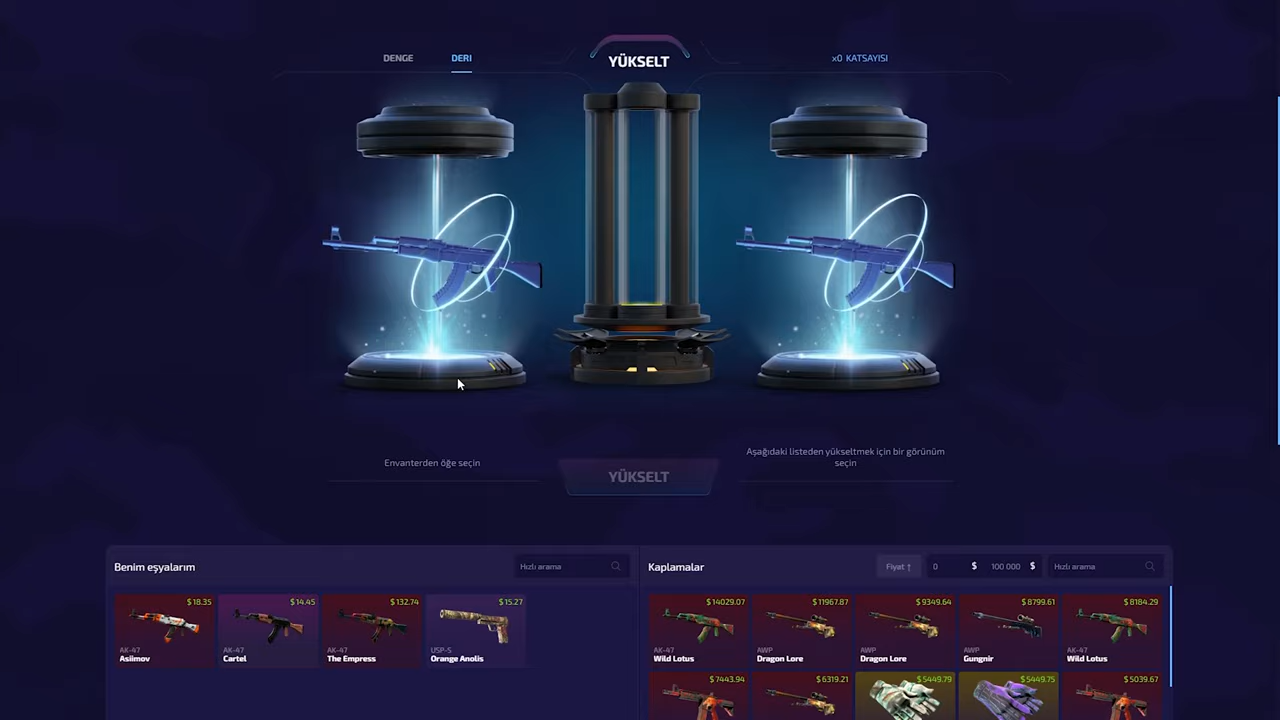 DENGE
DERI
YÜKSELT
x0 KATSAYISI
Envanterden öğe seçin
Aşağıdaki listeden yükseltmek için bir görünüm
seçin
YÜKSELT
Benim eşyalarım
Hızlı arama
Kaplamalar
Fiyat ↑
0 $
100 000 $
Hızlı arama
$ 18.35
AK-47
Asiimov
$ 14.45
AK-47
Cartel
$ 132.74
AK-47
The Empress
$ 15.27
USP-S
Orange Anolis
$ 14029.07
AK-47
Wild Lotus
$ 11967.87
AWP
Dragon Lore
$ 9349.64
AWP
Dragon Lore
$ 8799.61
AWP
Gungnir
$ 8184.29
AK-47
Wild Lotus
$ 7443.94
$ 6319.21
$ 5449.79
$ 5449.75
$ 5039.67